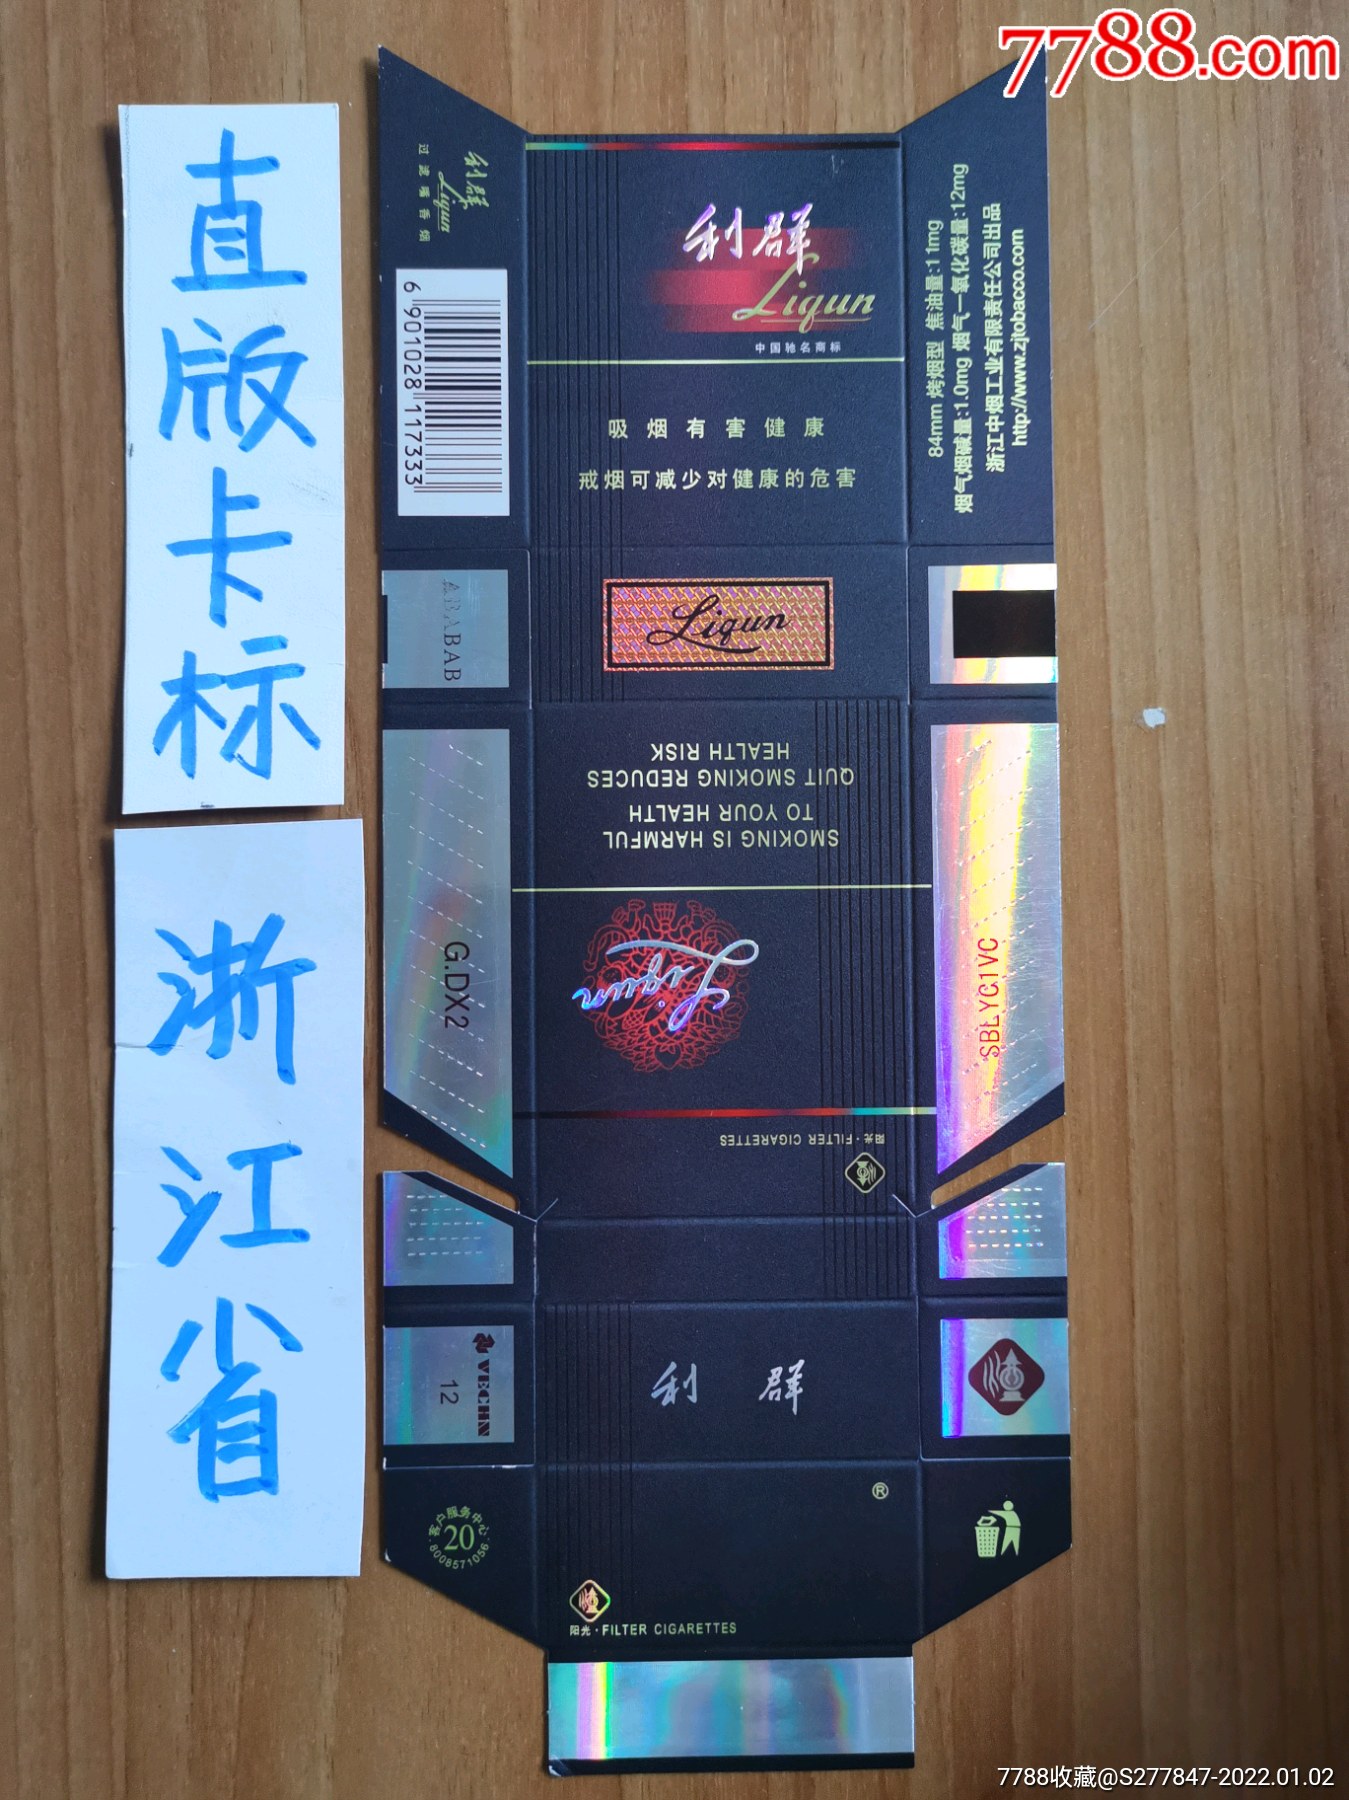 7788.com
直版卡标
浙江省
利群
Liqun
过滤嘴香烟
6 901028 117333
利群
Liqun
中国驰名商标
吸烟有害健康
戒烟可减少对健康的危害
84mm 烤烟型 焦油量:11mg
烟气烟碱量:1.0mg 烟气一氧化碳量:12mg
浙江中烟工业有限责任公司出品
http://www.zjtobacco.com
ABABAB
Liqun
SMOKING IS HARMFUL
TO YOUR HEALTH
QUIT SMOKING REDUCES
HEALTH RISK
G.DX2
Liqun
SBLYC1VC
阳光·FILTER CIGARETTES
VECHN
12
利群
®
客户服务中心
20
8008571056
阳光·FILTER CIGARETTES
7788收藏@S277847-2022.01.02